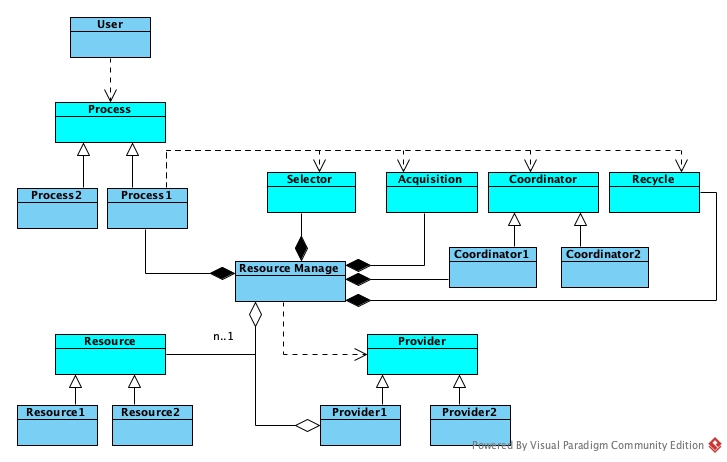 User
Process
Process2
Process1
Selector
Acquisition
Coordinator
Recycle
Coordinator1
Coordinator2
Resource Manage
n..1
Resource
Provider
Resource1
Resource2
Provider1
Provider2
Powered By Visual Paradigm Community Edition